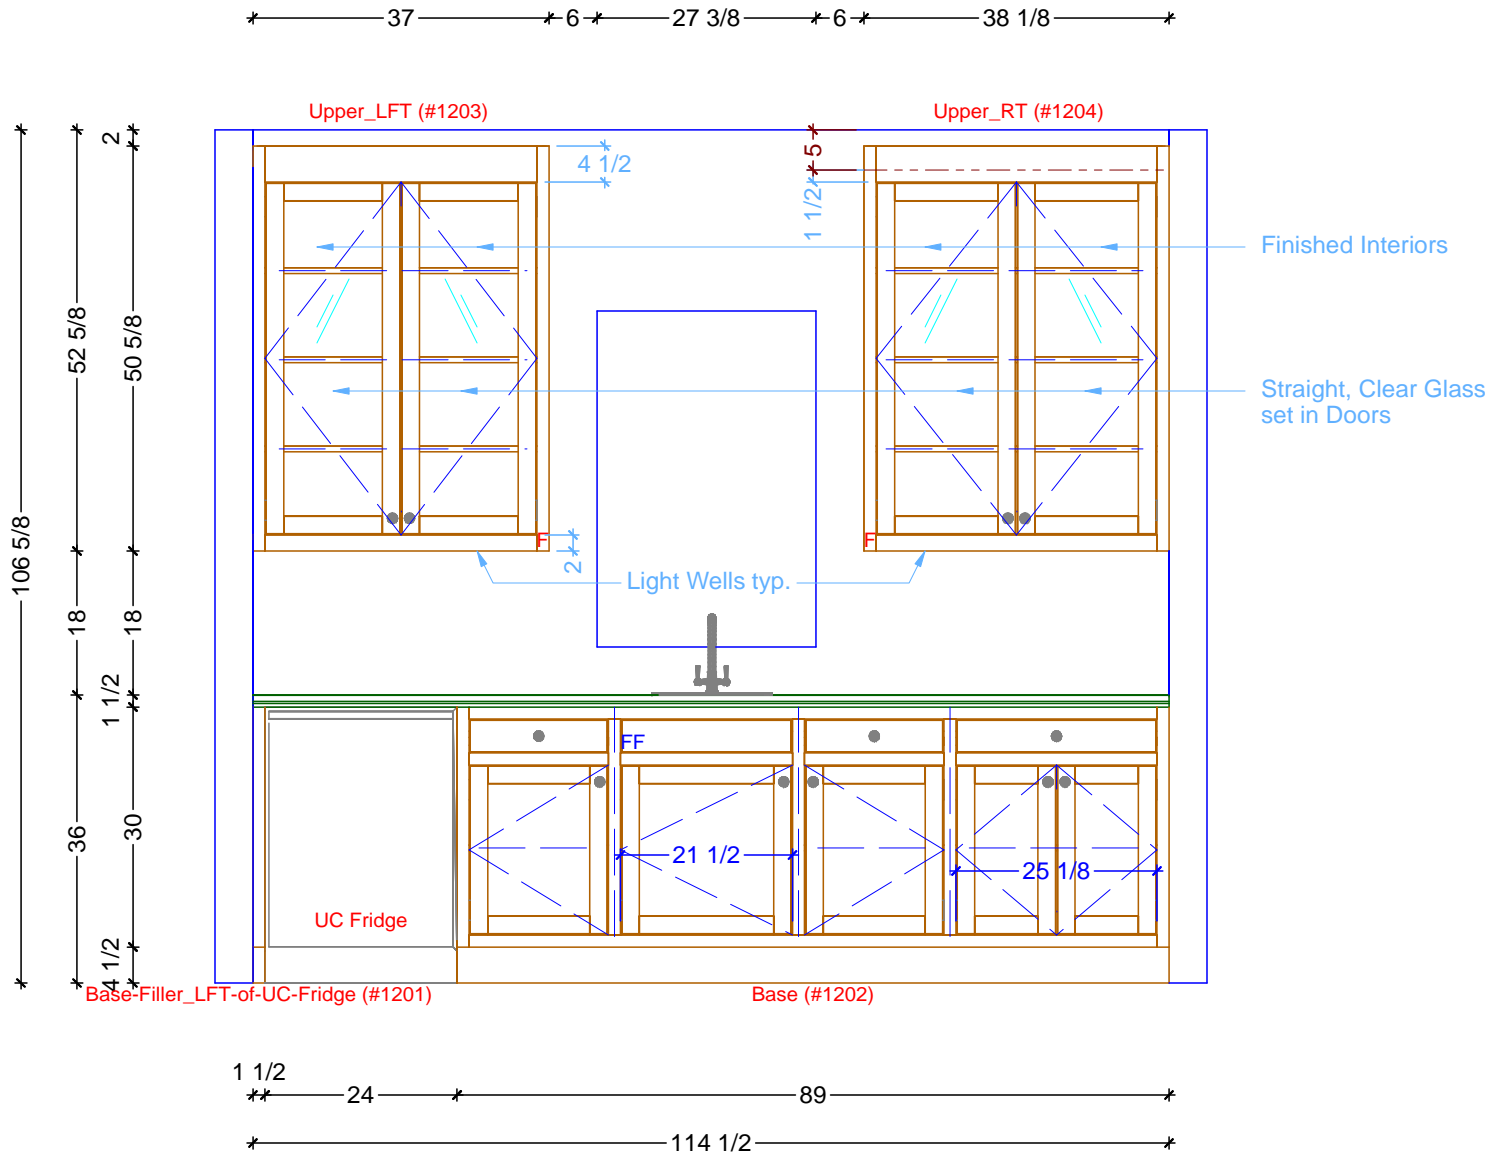 37
6
27 3/8
6
38 1/8
Upper_LFT (#1203)
Upper_RT (#1204)
2
4 1/2
5
1 1/2
Finished Interiors
52 5/8
50 5/8
Straight, Clear Glass
set in Doors
106 5/8
F
F
2
Light Wells typ.
18
18
1 1/2
FF
36
30
21 1/2
25 1/8
UC Fridge
4 1/2
Base-Filler_LFT-of-UC-Fridge (#1201)
Base (#1202)
1 1/2
24
89
114 1/2